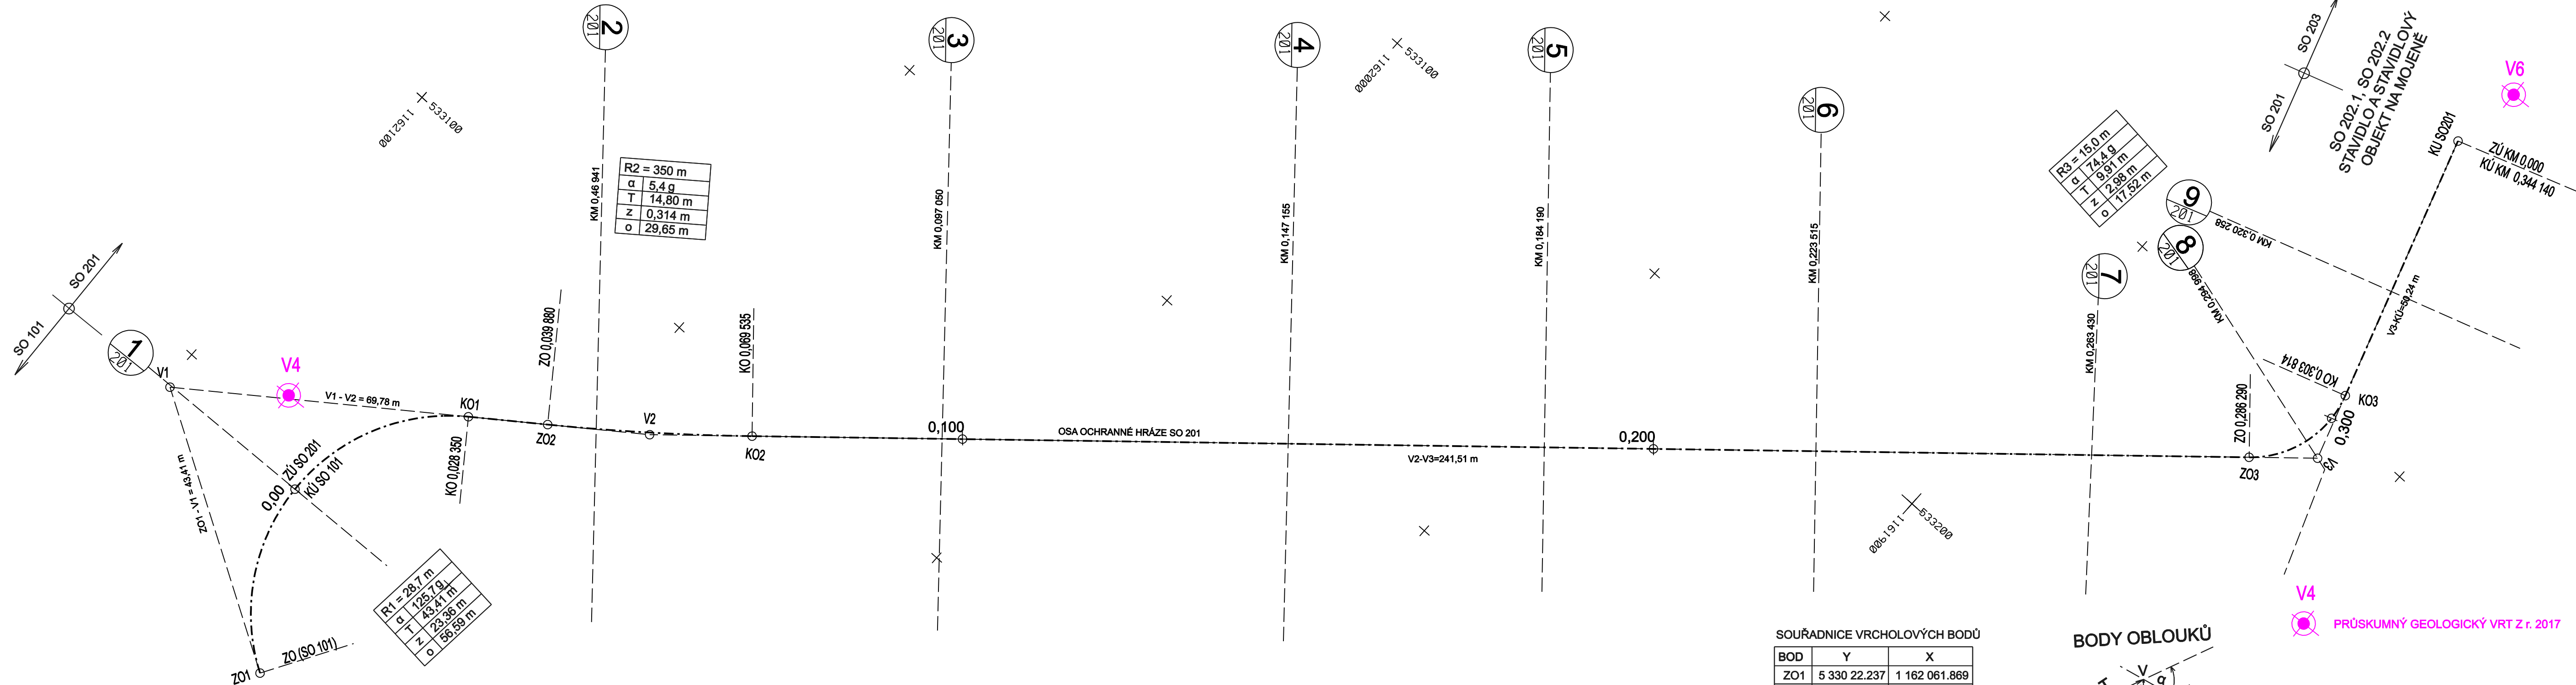 2
201
3
201
4
201
5
201
6
201
SO 203
SO 201
SO 202.1, SO 202.2
STAVIDLO A STAVIDLOVÝ
OBJEKT NA MOJENĚ
V6
533100
1162100
533100
1162000
R2 = 350 m
α 5,4 g
T 14,80 m
z 0,314 m
o 29,65 m
KM 0,46 941
KM 0,097 050
KM 0,147 155
KM 0,184 190
KM 0,223 515
R3 = 15,0 m
α 74,4 g
T 9,91 m
z 2,98 m
o 17,52 m
9
201
8
201
7
201
KM 0,320 258
KM 0,294 998
KM 0,263 430
KU SO201
ZÚ KM 0,000
KÚ KM 0,344 140
V3-KÚ=50,24 m
SO 201
SO 101
1
201
V1
V4
V1 - V2 = 69,78 m
KO1
ZO 0,039 880
ZO2
V2
KO 0,069 535
KO2
0,100
OSA OCHRANNÉ HRÁZE SO 201
V2-V3=241,51 m
0,200
ZO 0,286 290
ZO3
KO 0,303 814
KO3
0,300
V3
ZO1 - V1 = 43,41 m
0,00
ZÚ SO 201
KÚ SO 101
KO 0,028 350
R1 = 28,7 m
α 125,7 g
T 43,41 m
z 23,36 m
o 56,59 m
ZO1
ZO (SO 101)
533200
1161900
V4
PRŮSKUMNÝ GEOLOGICKÝ VRT Z r. 2017
SOUŘADNICE VRCHOLOVÝCH BODŮ
BOD Y X
ZO1 5 330 22.237 1 162 061.869
BODY OBLOUKŮ
V
α
T